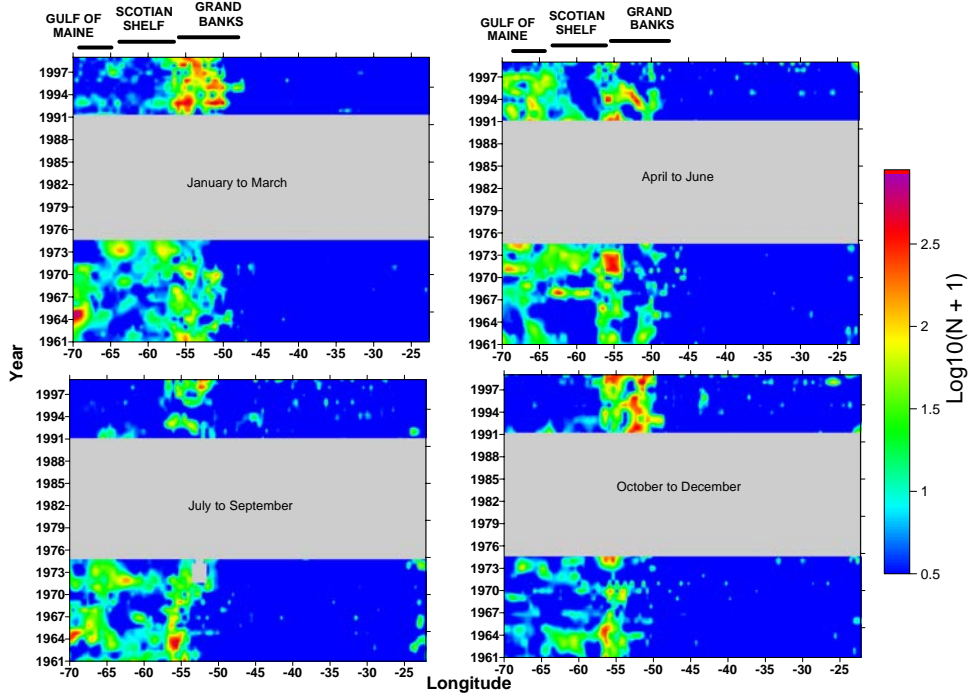 GULF OF
MAINE
SCOTIAN
SHELF
GRAND
BANKS
GULF OF
MAINE
SCOTIAN
SHELF
GRAND
BANKS
1997
1994
1991
1988
1985
1982
1979
1976
1973
1970
1967
1964
1961
January to March
-70 -65 -60 -55 -50 -45 -40 -35 -30 -25
1997
1994
1991
1988
1985
1982
1979
1976
1973
1970
1967
1964
1961
April to June
-70 -65 -60 -55 -50 -45 -40 -35 -30 -25
Year
1997
1994
1991
1988
1985
1982
1979
1976
1973
1970
1967
1964
1961
July to September
-70 -65 -60 -55 -50 -45 -40 -35 -30 -25
1997
1994
1991
1988
1985
1982
1979
1976
1973
1970
1967
1964
1961
October to December
-70 -65 -60 -55 -50 -45 -40 -35 -30 -25
Longitude
2.5
2
1.5
1
0.5
Log10(N + 1)